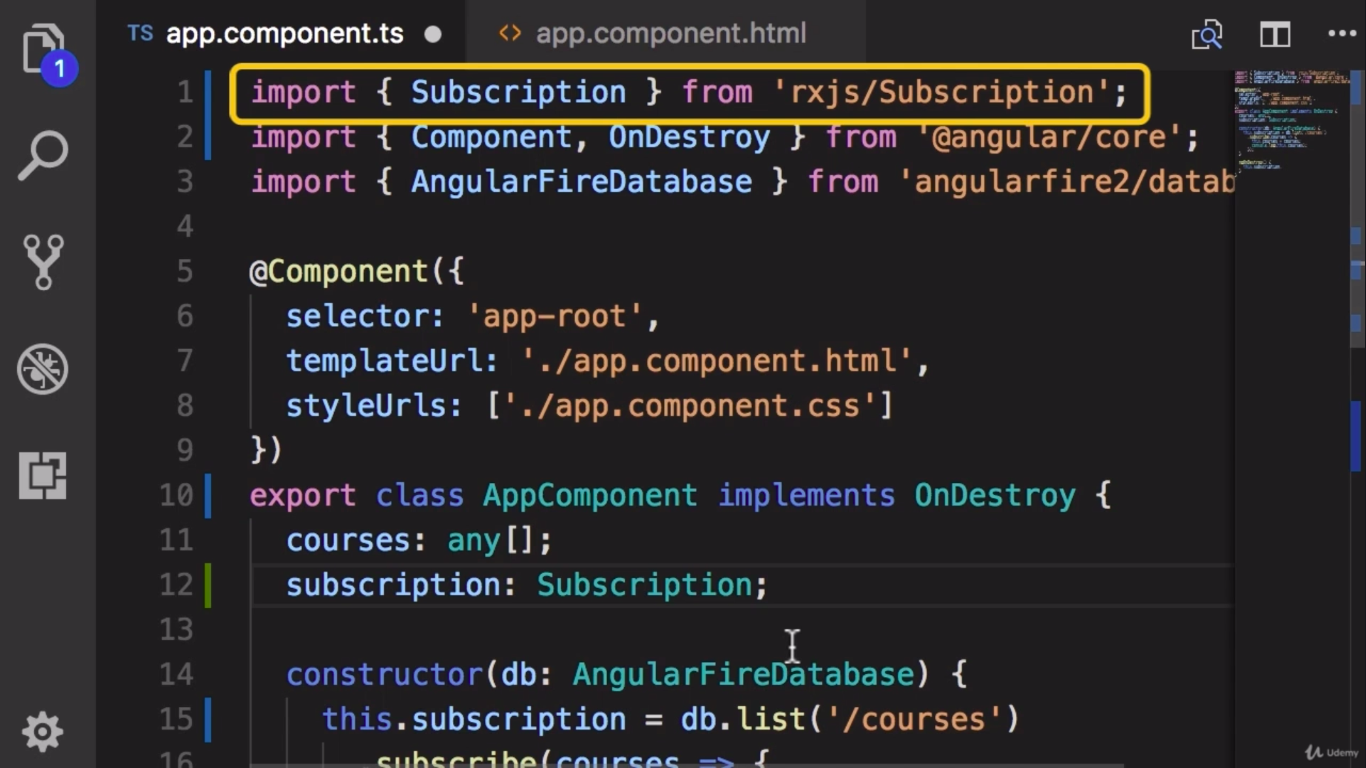 TS app.component.ts
<> app.component.html
1
1 import { Subscription } from 'rxjs/Subscription';
2 import { Component, OnDestroy } from '@angular/core';
3 import { AngularFireDatabase } from 'angularfire2/datab
4
5 @Component({
6 selector: 'app-root',
7 templateUrl: './app.component.html',
8 styleUrls: ['./app.component.css']
9 })
10 export class AppComponent implements OnDestroy {
11 courses: any[];
12 subscription: Subscription;
13
14 constructor(db: AngularFireDatabase) {
15 this.subscription = db.list('/courses')
16 .subscribe(courses => {
Udemy